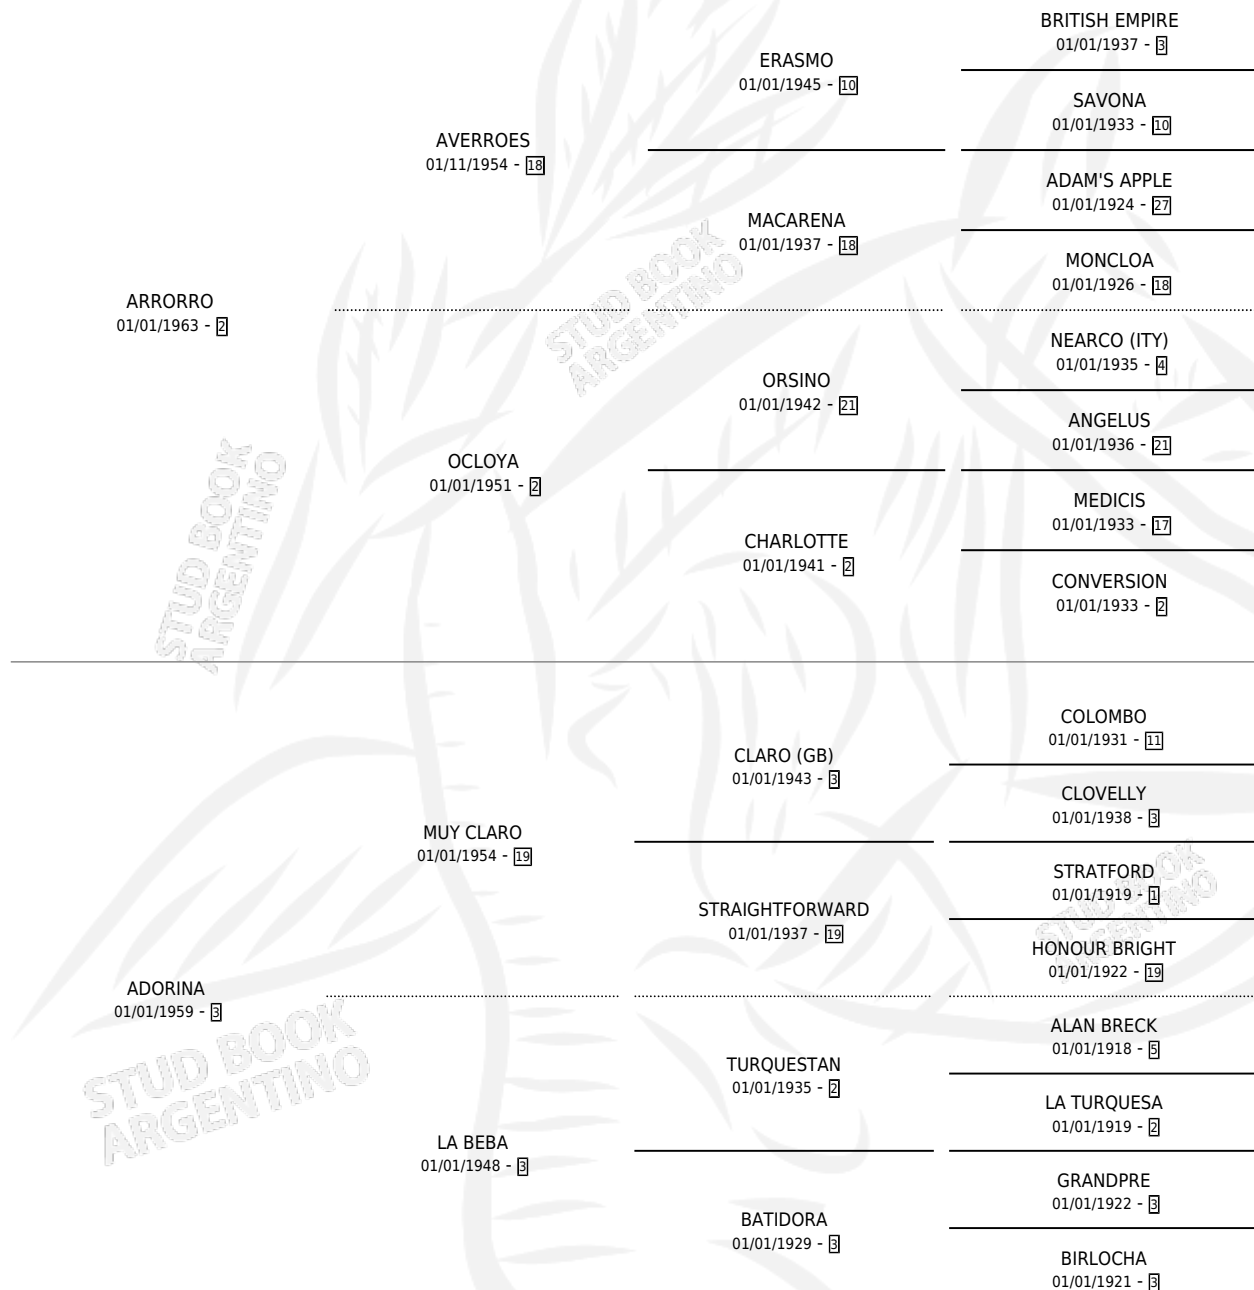 BRITISH EMPIRE
01/01/1937 - 3
ERASMO
01/01/1945 - 10
SAVONA
01/01/1933 - 10
AVERROES
01/11/1954 - 18
ADAM'S APPLE
01/01/1924 - 27
MACARENA
01/01/1937 - 18
MONCLOA
01/01/1926 - 18
ARRORRO
01/01/1963 - 2
STUD BOOK
ARGENTINO
NEARCO (ITY)
01/01/1935 - 4
ORSINO
01/01/1942 - 21
ANGELUS
01/01/1936 - 21
OCLOYA
01/01/1951 - 2
MEDICIS
01/01/1933 - 17
CHARLOTTE
01/01/1941 - 2
CONVERSION
01/01/1933 - 2
STUD BOOK
ARGENTINO
COLOMBO
01/01/1931 - 11
CLARO (GB)
01/01/1943 - 3
CLOVELLY
01/01/1938 - 3
MUY CLARO
01/01/1954 - 19
STRATFORD
01/01/1919 - 1
STRAIGHTFORWARD
01/01/1937 - 19
HONOUR BRIGHT
01/01/1922 - 19
STUD BOOK
ARGENTINO
ADORINA
01/01/1959 - 3
ALAN BRECK
01/01/1918 - 5
TURQUESTAN
01/01/1935 - 2
LA TURQUESA
01/01/1919 - 2
STUD BOOK
ARGENTINO
LA BEBA
01/01/1948 - 3
GRANDPRE
01/01/1922 - 3
BATIDORA
01/01/1929 - 3
BIRLOCHA
01/01/1921 - 3